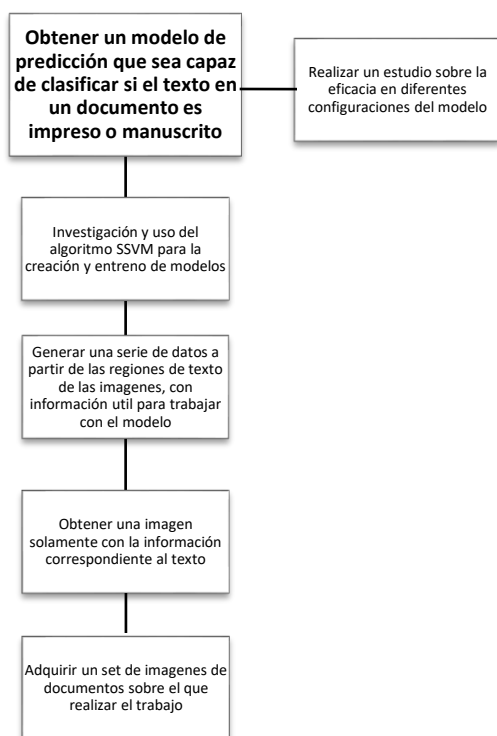 Obtener un modelo de
predicción que sea capaz
de clasificar si el texto en
un documento es
impreso o manuscrito
Realizar un estudio sobre la
eficacia en diferentes
configuraciones del modelo
Investigación y uso del
algoritmo SSVM para la
creación y entreno de modelos
Generar una serie de datos a
partir de las regiones de texto
de las imagenes, con
información util para trabajar
con el modelo
Obtener una imagen
solamente con la información
correspondiente al texto
Adquirir un set de imagenes de
documentos sobre el que
realizar el trabajo